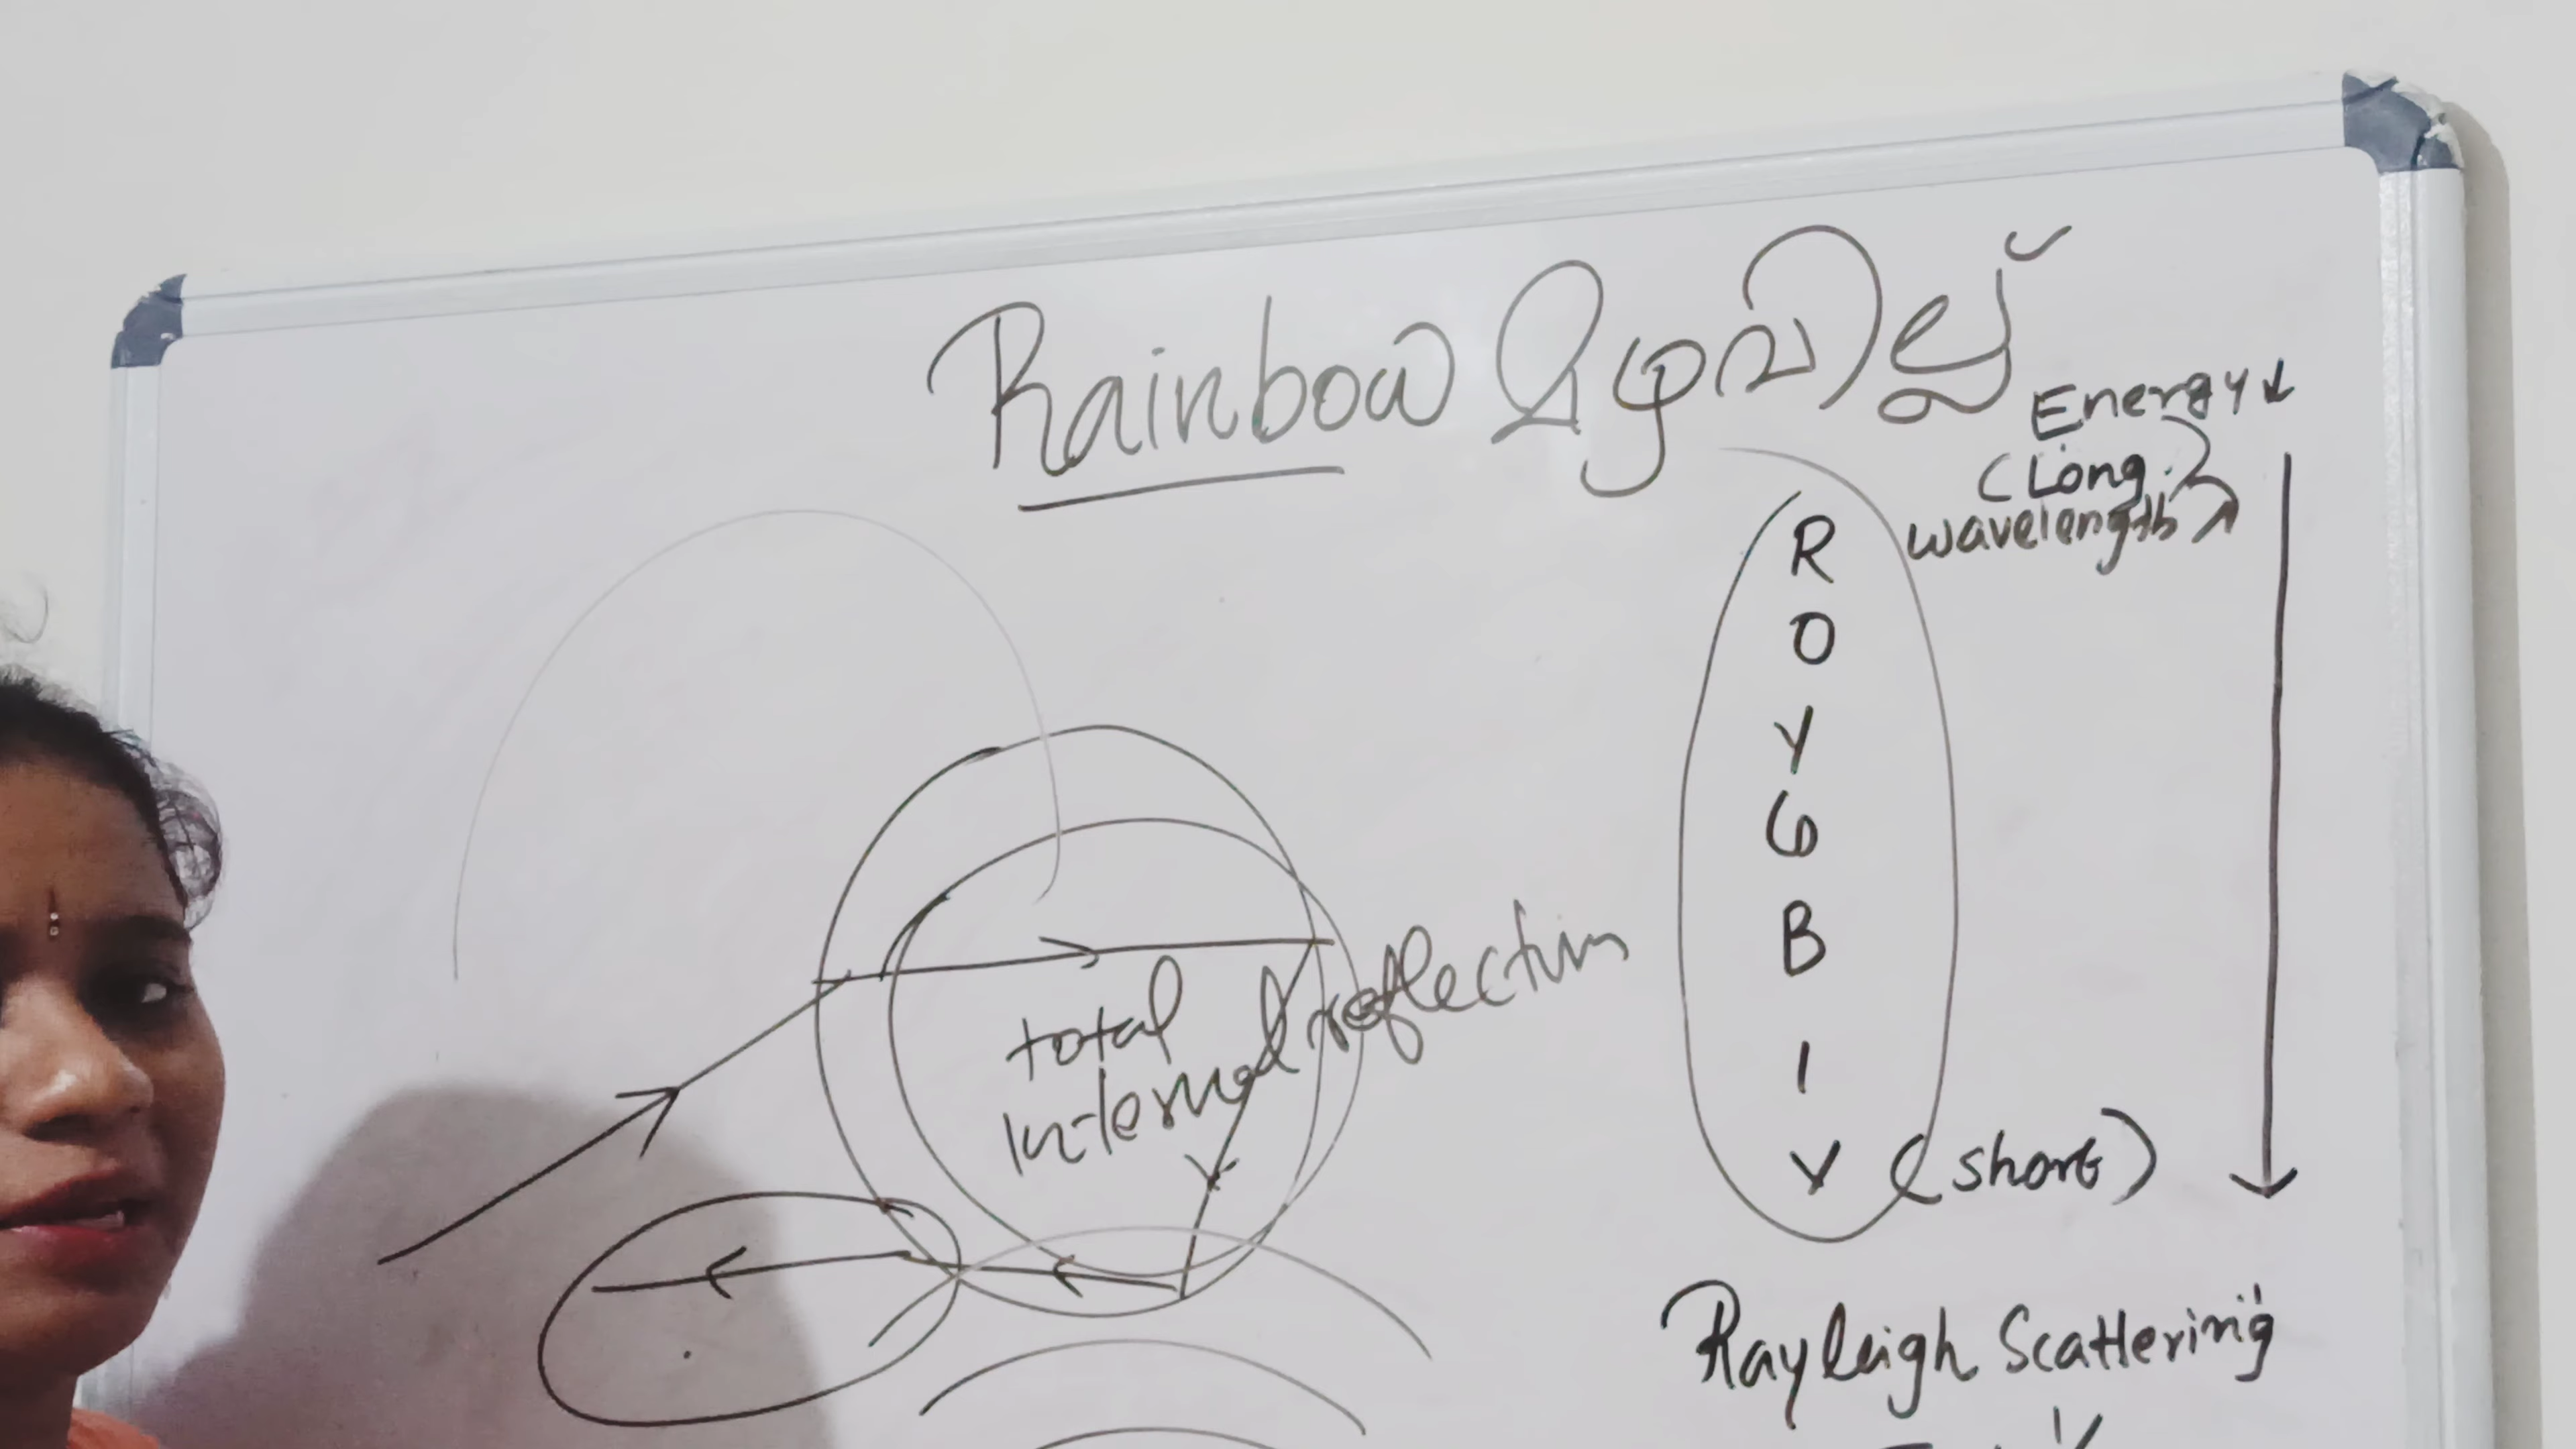 Rainbow മഴവില്ല്
Energy ↓
(Long
wavelength)
R
O
Y
G
B
I
V (short)
total
internal reflection
Rayleigh Scattering